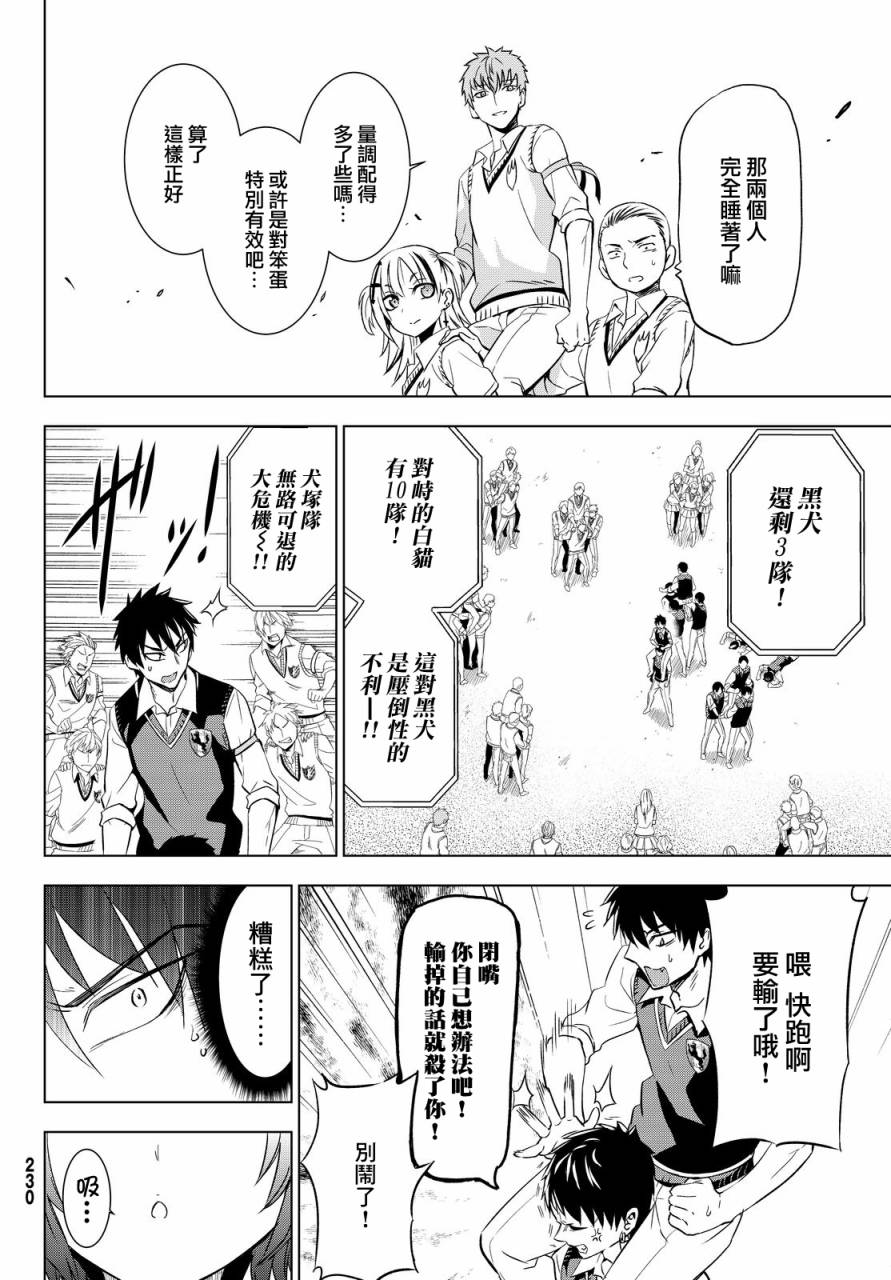 那兩個人
完全睡著了嘛
量調配得
多了些嗎…
或許是對笨蛋
特別有效吧…
算了
這樣正好
黑犬
還剩3隊！
對峙的白貓
有10隊！
這對黑犬
是壓倒性的
不利—!!
犬塚隊
無路可退的
大危機～!!
喂 快跑啊
要輸了哦！
閉嘴
你自己想辦法吧！
輸掉的話就殺了你！
別鬧了！
糟糕了……
吸…
230